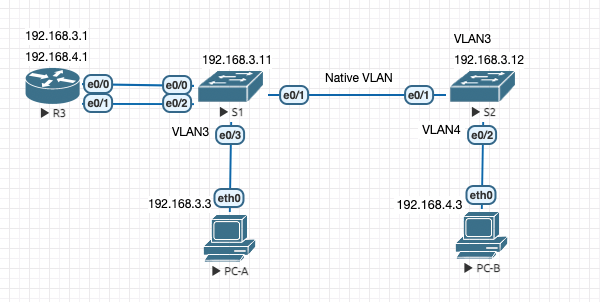 192.168.3.1
192.168.4.1
R3
e0/0
e0/1
e0/0
e0/2
192.168.3.11
S1
e0/1
Native VLAN
e0/1
VLAN3
192.168.3.12
S2
VLAN3
e0/3
VLAN4
e0/2
192.168.3.3
eth0
PC-A
192.168.4.3
eth0
PC-B